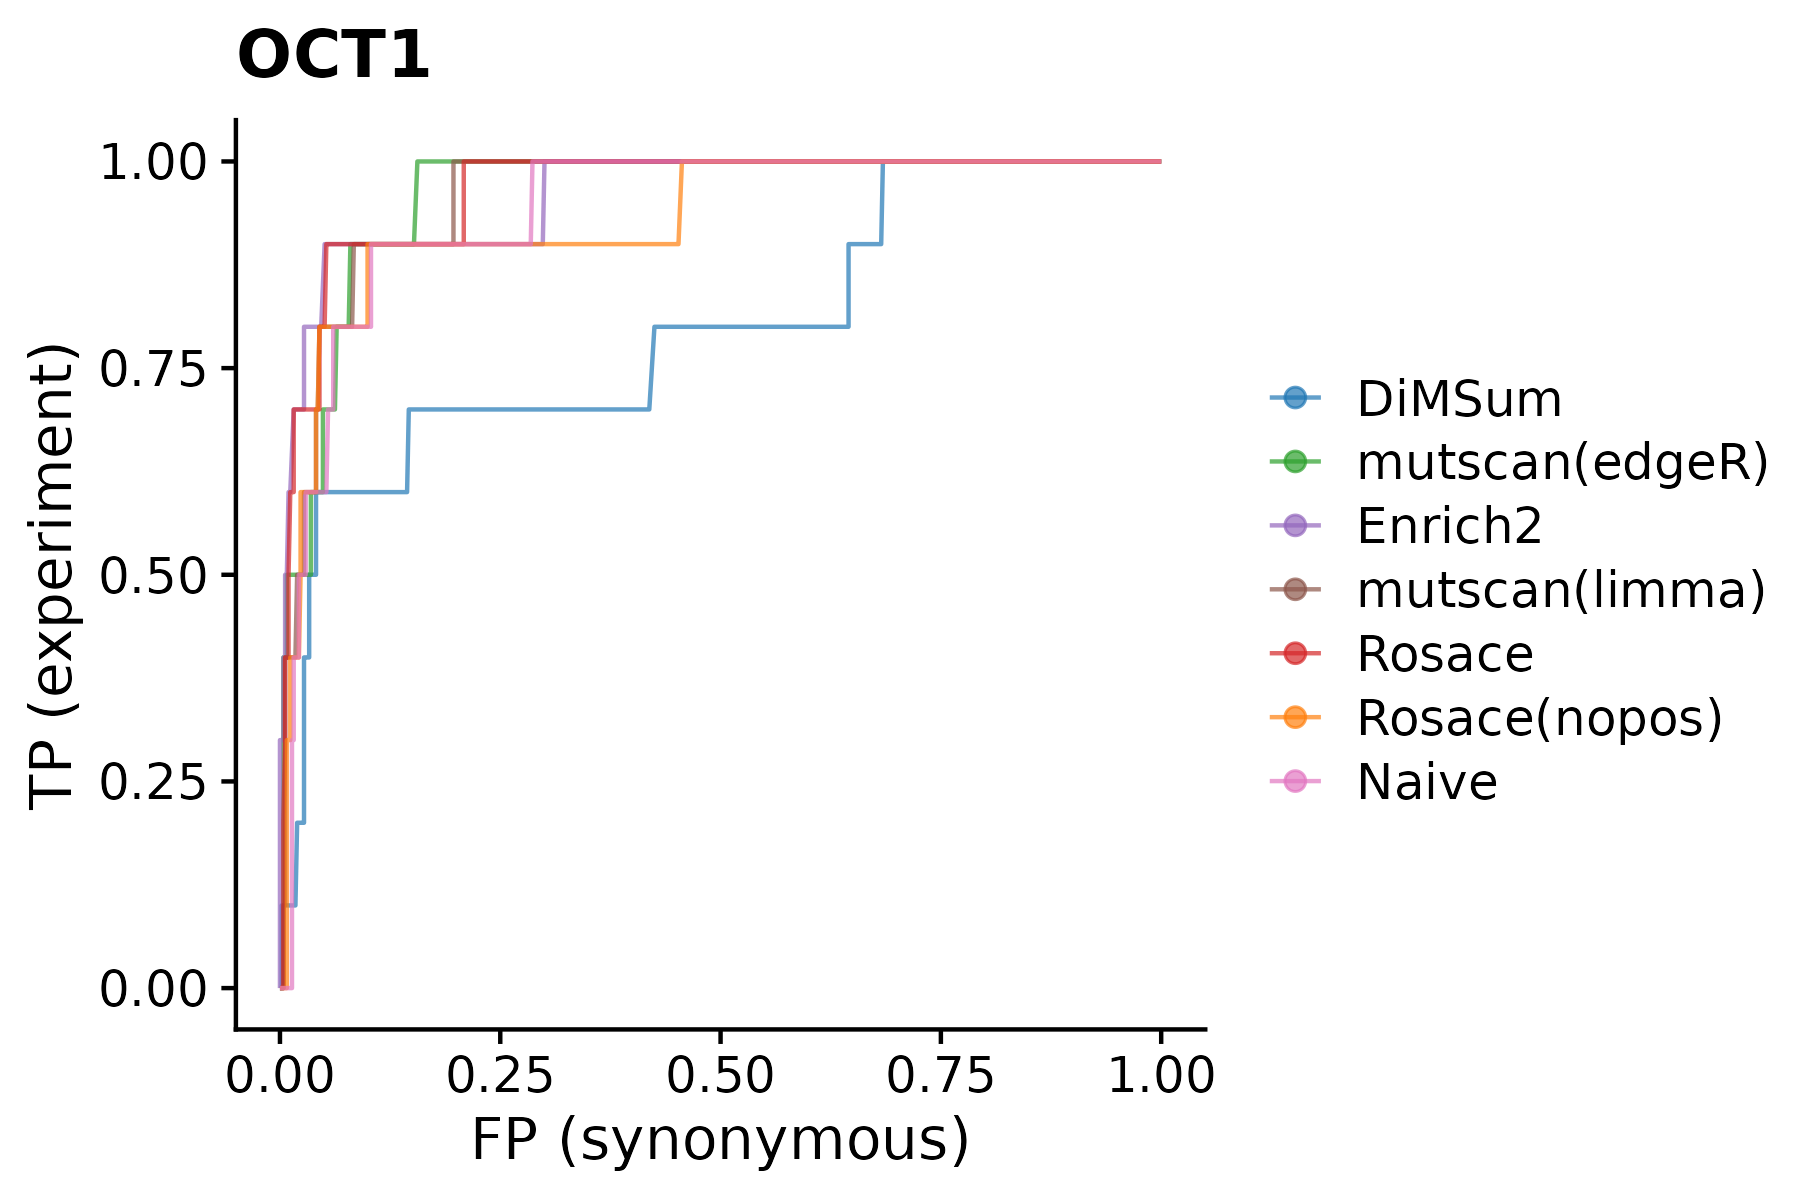 OCT1
TP (experiment)
1.00
0.75
0.50
0.25
0.00
0.00 0.25 0.50 0.75 1.00
FP (synonymous)
DiMSum
mutscan(edgeR)
Enrich2
mutscan(limma)
Rosace
Rosace(nopos)
Naive